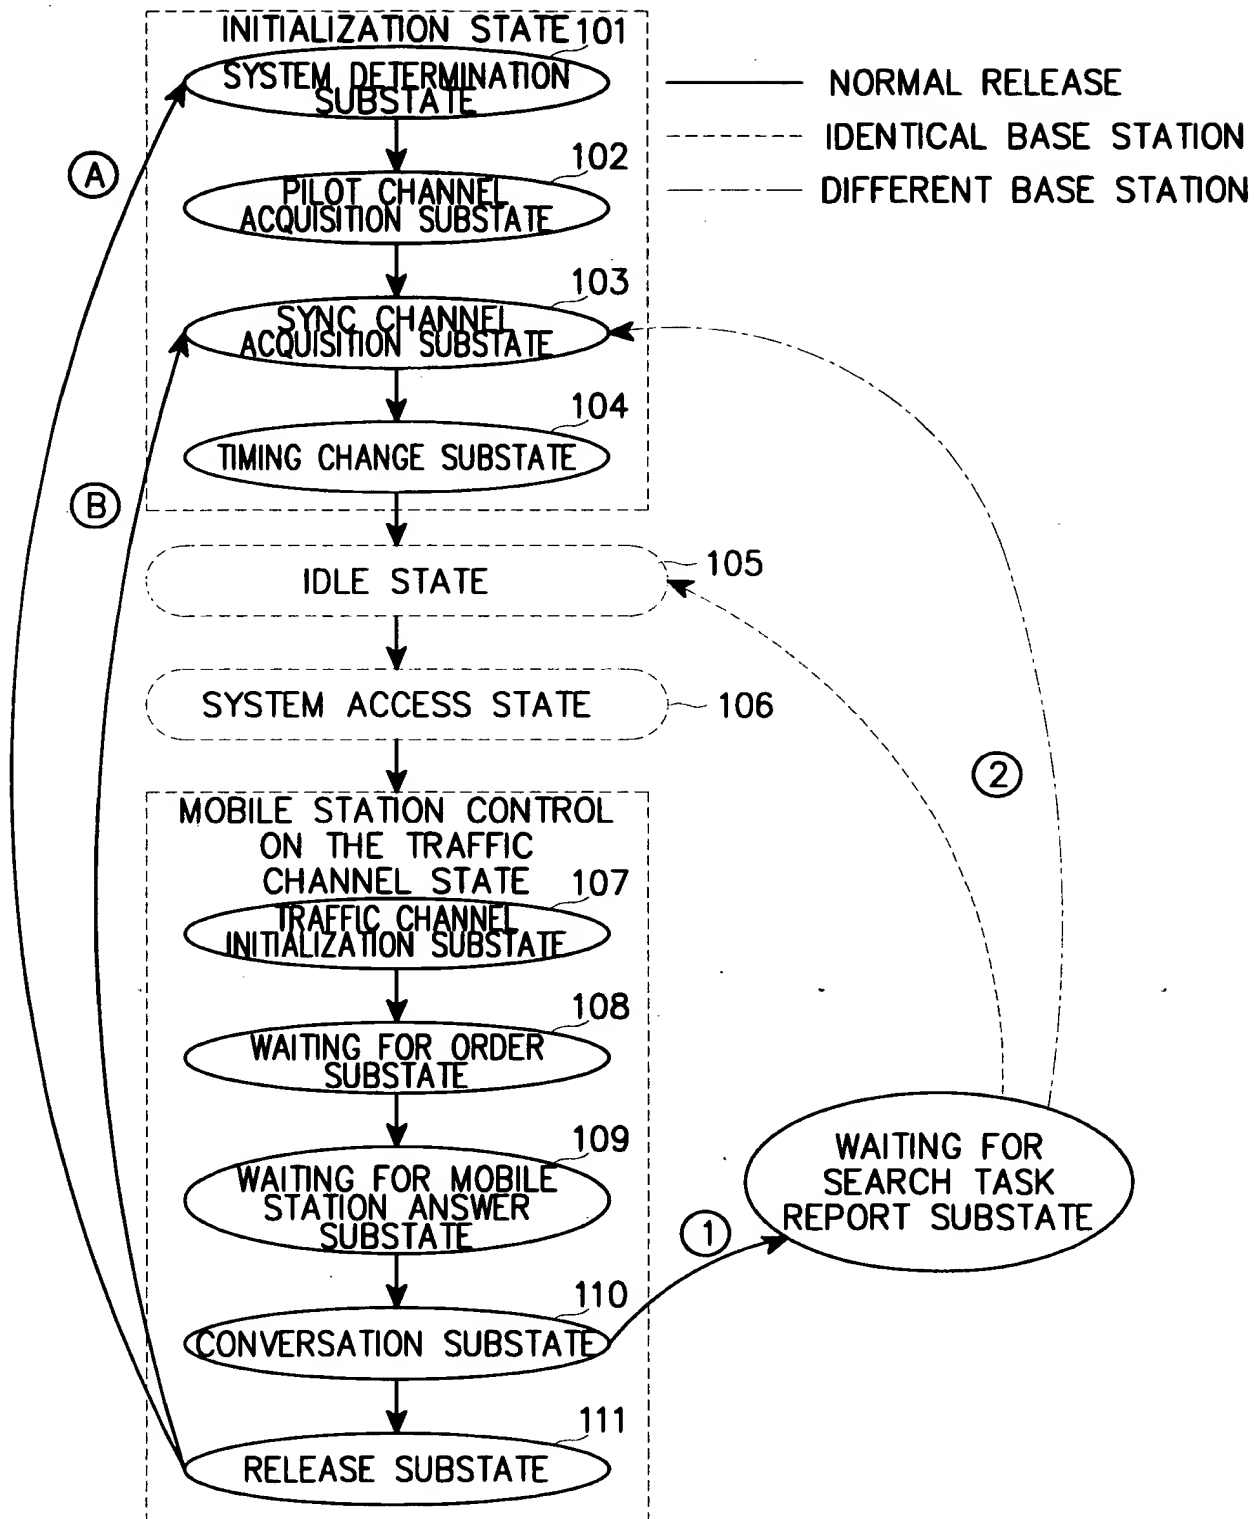 INITIALIZATION STATE
101
SYSTEM DETERMINATION
SUBSTATE
NORMAL RELEASE
IDENTICAL BASE STATION
DIFFERENT BASE STATION
A
102
PILOT CHANNEL
ACQUISITION SUBSTATE
103
SYNC CHANNEL
ACQUISITION SUBSTATE
104
TIMING CHANGE SUBSTATE
B
105
IDLE STATE
SYSTEM ACCESS STATE
106
2
MOBILE STATION CONTROL
ON THE TRAFFIC
CHANNEL STATE
107
TRAFFIC CHANNEL
INITIALIZATION SUBSTATE
108
WAITING FOR ORDER
SUBSTATE
109
WAITING FOR MOBILE
STATION ANSWER
SUBSTATE
WAITING FOR
SEARCH TASK
REPORT SUBSTATE
1
110
CONVERSATION SUBSTATE
111
RELEASE SUBSTATE